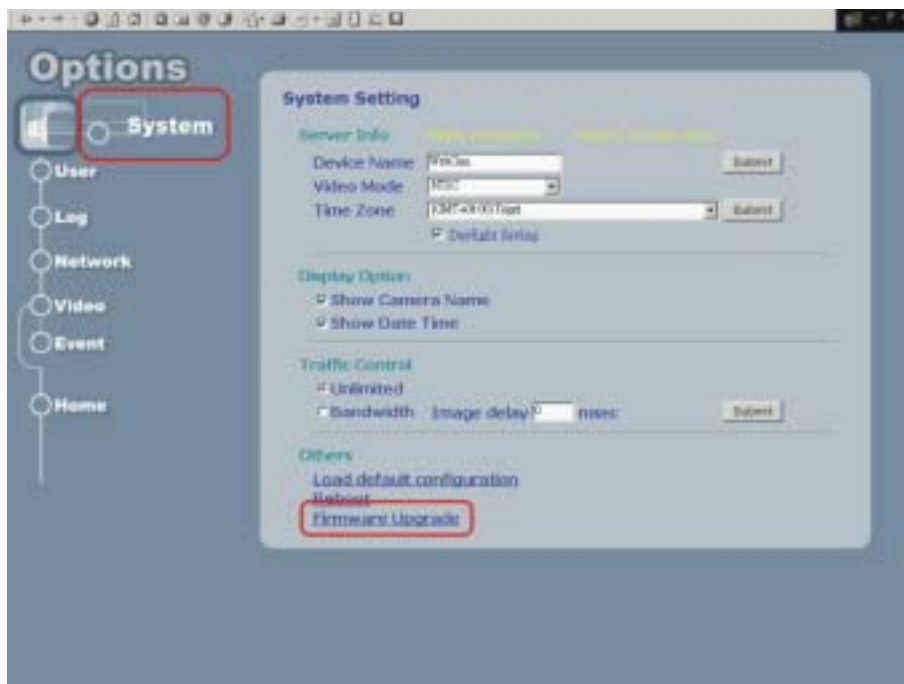 Options
System
User
Log
Network
Video
Event
Home
System Setting
Server Info
Device Name Submit
Video Mode NTSC
Time Zone Submit
Daylight Saving
Display Option
Show Camera Name
Show Date Time
Traffic Control
Unlimited
Bandwidth Image delay 0 msec Submit
Others
Load default configuration
Reboot
Firmware Upgrade